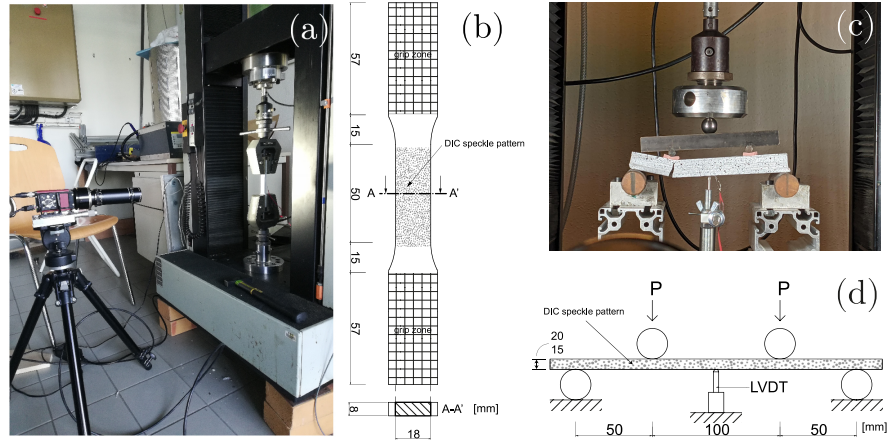 (a)
(b)
57
grip zone
15
DIC speckle pattern
50
A
A'
15
57
grip zone
8
A-A' [mm]
18
(c)
(d)
P
P
DIC speckle pattern
20
15
LVDT
50
100
50
[mm]